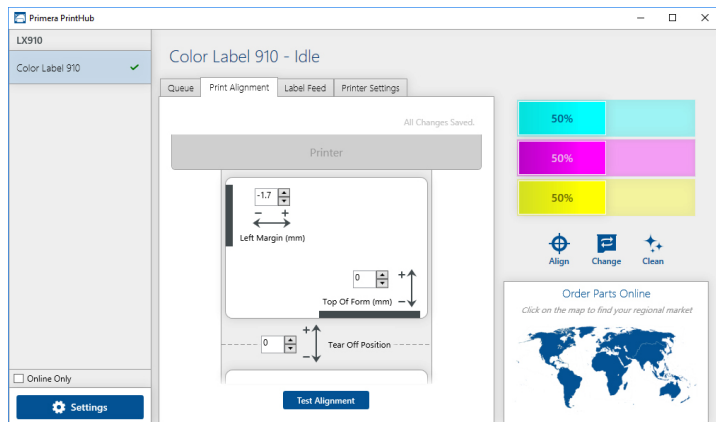 Primera PrintHub
LX910
Color Label 910
Color Label 910 - Idle
Queue Print Alignment Label Feed Printer Settings
All Changes Saved.
Printer
-1.7
- +
Left Margin (mm)
0 +
Top Of Form (mm) -
0 + Tear Off Position
-
Test Alignment
50%
50%
50%
Align Change Clean
Order Parts Online
Click on the map to find your regional market
Online Only
Settings